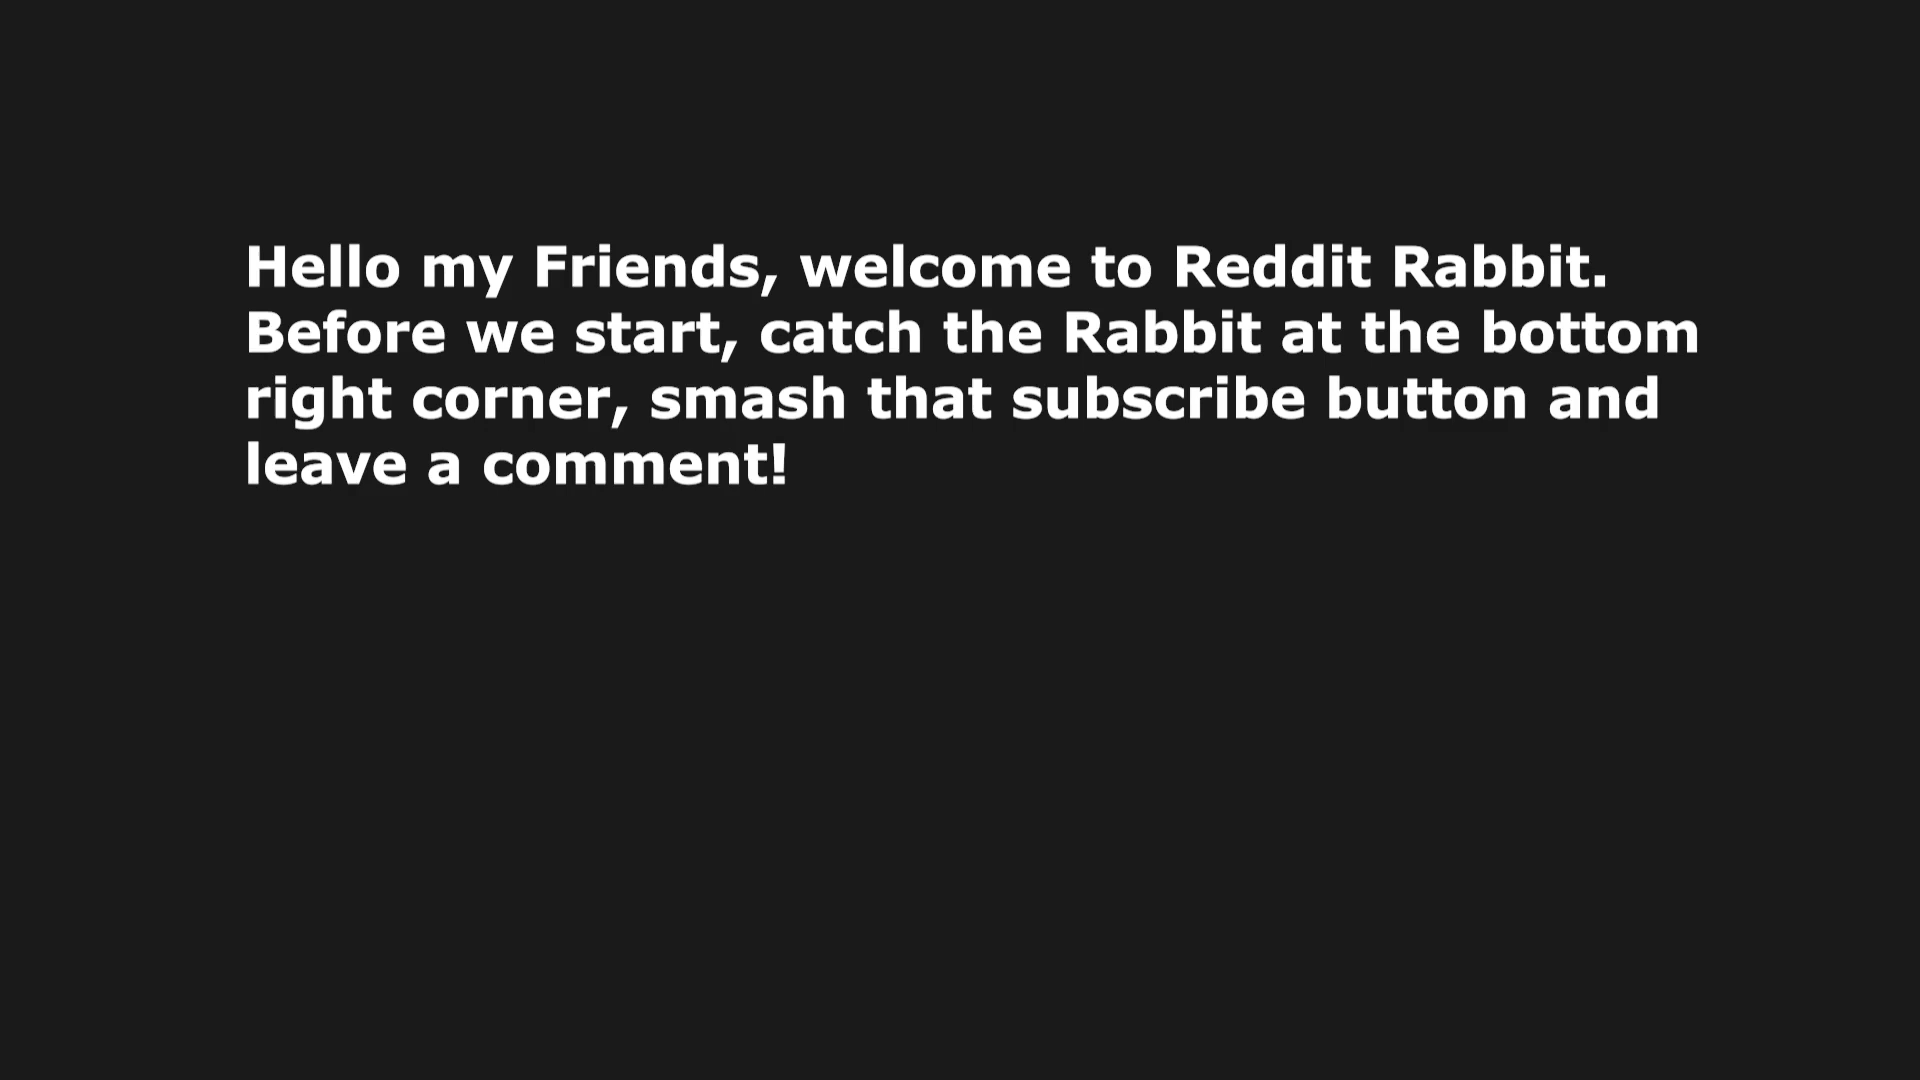 Hello my Friends, welcome to Reddit Rabbit.
Before we start, catch the Rabbit at the bottom
right corner, smash that subscribe button and
leave a comment!